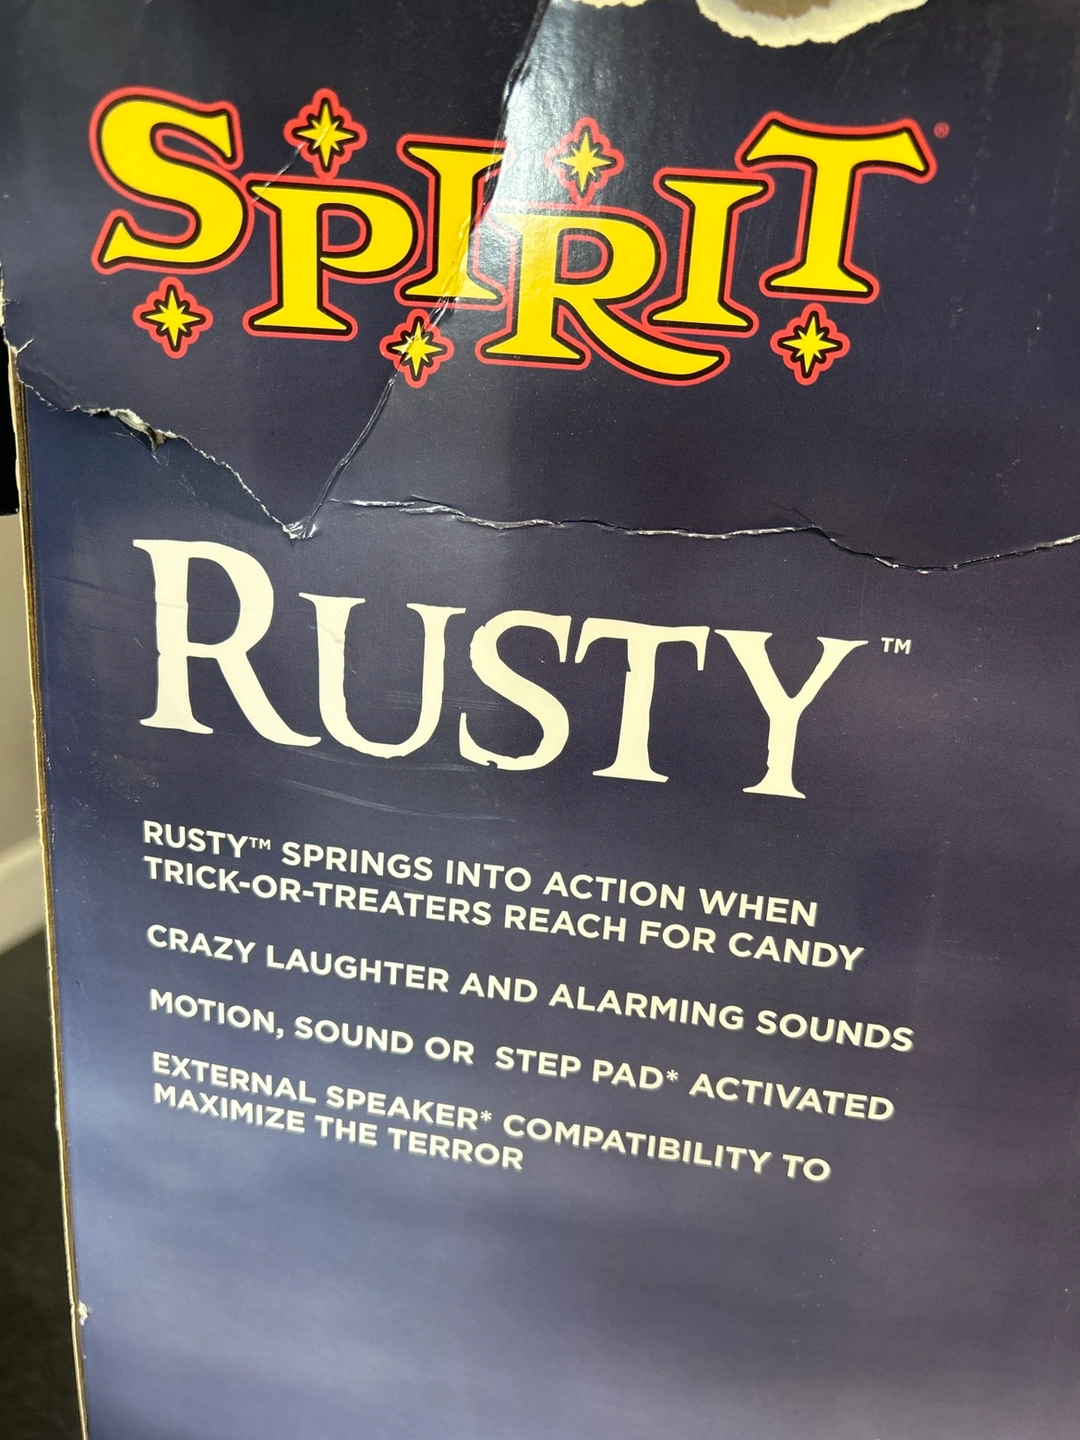 SPIRIT®
RUSTY™
RUSTY™ SPRINGS INTO ACTION WHEN
TRICK-OR-TREATERS REACH FOR CANDY
CRAZY LAUGHTER AND ALARMING SOUNDS
MOTION, SOUND OR STEP PAD* ACTIVATED
EXTERNAL SPEAKER* COMPATIBILITY TO
MAXIMIZE THE TERROR